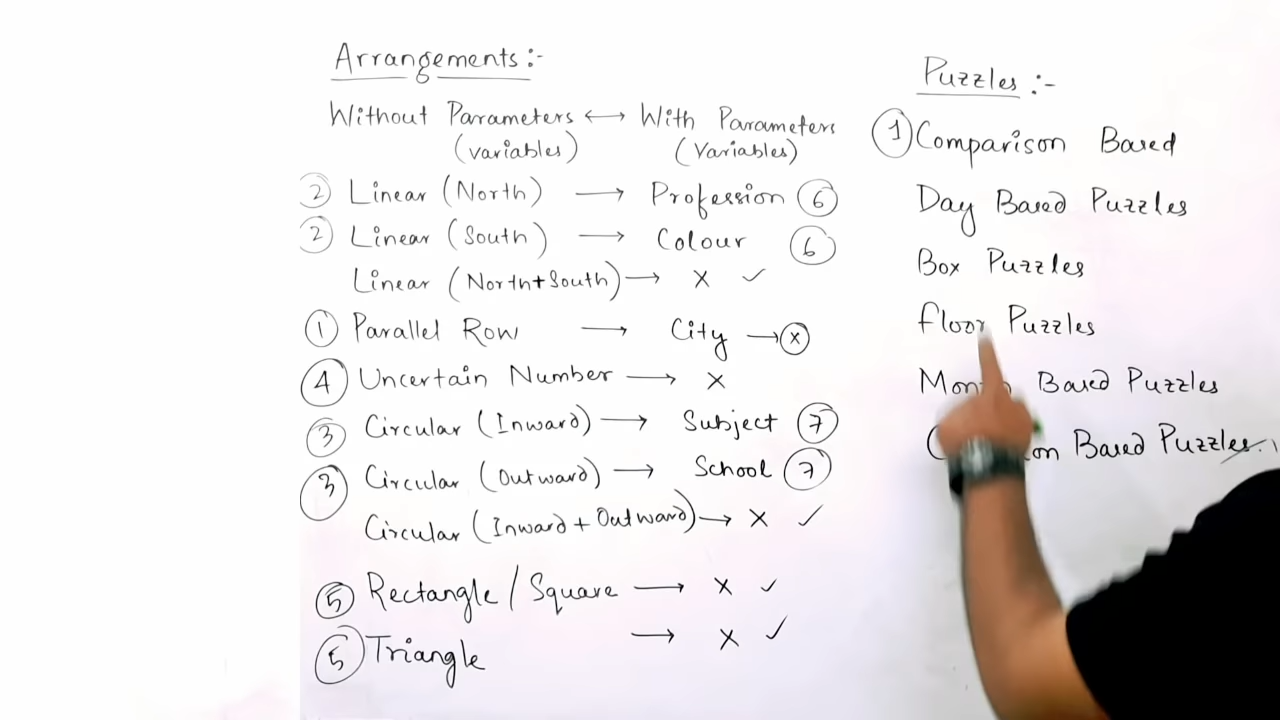 Arrangements :-
Without Parameters ↔ With Parameters
(variables) (Variables)
② Linear (North) → Profession ⑥
② Linear (South) → Colour ⑥
Linear (North+South) → X ✓
① Parallel Row → City → ⓧ
④ Uncertain Number → X
③ Circular (Inward) → Subject ⑦
③ Circular (Outward) → School ⑦
Circular (Inward + Outward) → X ✓
⑤ Rectangle / Square → X ✓
⑤ Triangle → X ✓
Puzzles :-
① Comparison Based
Day Based Puzzles
Box Puzzles
Floor Puzzles
Based Puzzles
Based Puzzles